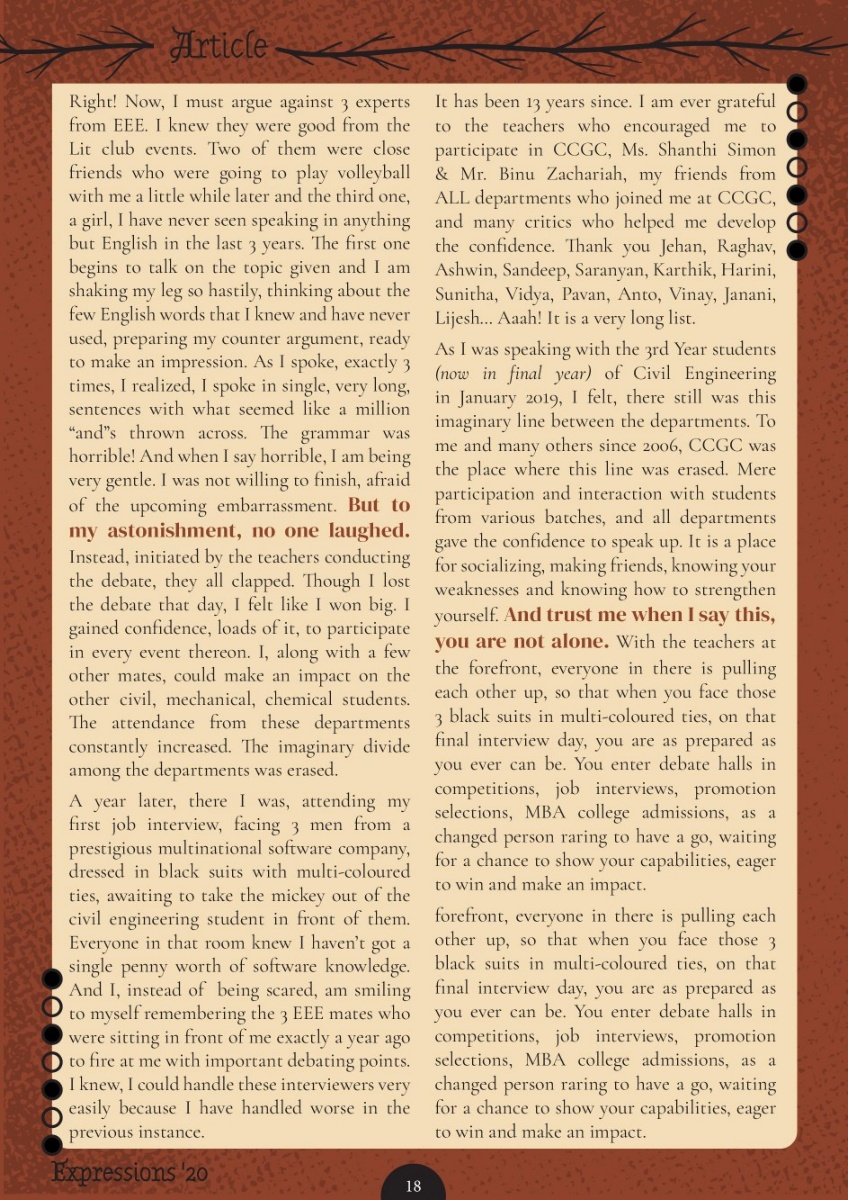 Article
Right! Now, I must argue against 3 experts
from EEE. I knew they were good from the
Lit club events. Two of them were close
friends who were going to play volleyball
with me a little while later and the third one,
a girl, I have never seen speaking in anything
but English in the last 3 years. The first one
begins to talk on the topic given and I am
shaking my leg so hastily, thinking about the
few English words that I knew and have never
used, preparing my counter argument, ready
to make an impression. As I spoke, exactly 3
times, I realized, I spoke in single, very long,
sentences with what seemed like a million
“and”s thrown across. The grammar was
horrible! And when I say horrible, I am being
very gentle. I was not willing to finish, afraid
of the upcoming embarrassment. But to
my astonishment, no one laughed.
Instead, initiated by the teachers conducting
the debate, they all clapped. Though I lost
the debate that day, I felt like I won big. I
gained confidence, loads of it, to participate
in every event thereon. I, along with a few
other mates, could make an impact on the
other civil, mechanical, chemical students.
The attendance from these departments
constantly increased. The imaginary divide
among the departments was erased.
A year later, there I was, attending my
first job interview, facing 3 men from a
prestigious multinational software company,
dressed in black suits with multi-coloured
ties, awaiting to take the mickey out of the
civil engineering student in front of them.
Everyone in that room knew I haven’t got a
single penny worth of software knowledge.
And I, instead of being scared, am smiling
to myself remembering the 3 EEE mates who
were sitting in front of me exactly a year ago
to fire at me with important debating points.
I knew, I could handle these interviewers very
easily because I have handled worse in the
previous instance.
It has been 13 years since. I am ever grateful
to the teachers who encouraged me to
participate in CCGC, Ms. Shanthi Simon
& Mr. Binu Zachariah, my friends from
ALL departments who joined me at CCGC,
and many critics who helped me develop
the confidence. Thank you Jehan, Raghav,
Ashwin, Sandeep, Saranyan, Karthik, Harini,
Sunitha, Vidya, Pavan, Anto, Vinay, Janani,
Lijesh... Aaah! It is a very long list.
As I was speaking with the 3rd Year students
(now in final year) of Civil Engineering
in January 2019, I felt, there still was this
imaginary line between the departments. To
me and many others since 2006, CCGC was
the place where this line was erased. Mere
participation and interaction with students
from various batches, and all departments
gave the confidence to speak up. It is a place
for socializing, making friends, knowing your
weaknesses and knowing how to strengthen
yourself. And trust me when I say this,
you are not alone. With the teachers at
the forefront, everyone in there is pulling
each other up, so that when you face those
3 black suits in multi-coloured ties, on that
final interview day, you are as prepared as
you ever can be. You enter debate halls in
competitions, job interviews, promotion
selections, MBA college admissions, as a
changed person raring to have a go, waiting
for a chance to show your capabilities, eager
to win and make an impact.
forefront, everyone in there is pulling each
other up, so that when you face those 3
black suits in multi-coloured ties, on that
final interview day, you are as prepared as
you ever can be. You enter debate halls in
competitions, job interviews, promotion
selections, MBA college admissions, as a
changed person raring to have a go, waiting
for a chance to show your capabilities, eager
to win and make an impact.
Expressions '20
18